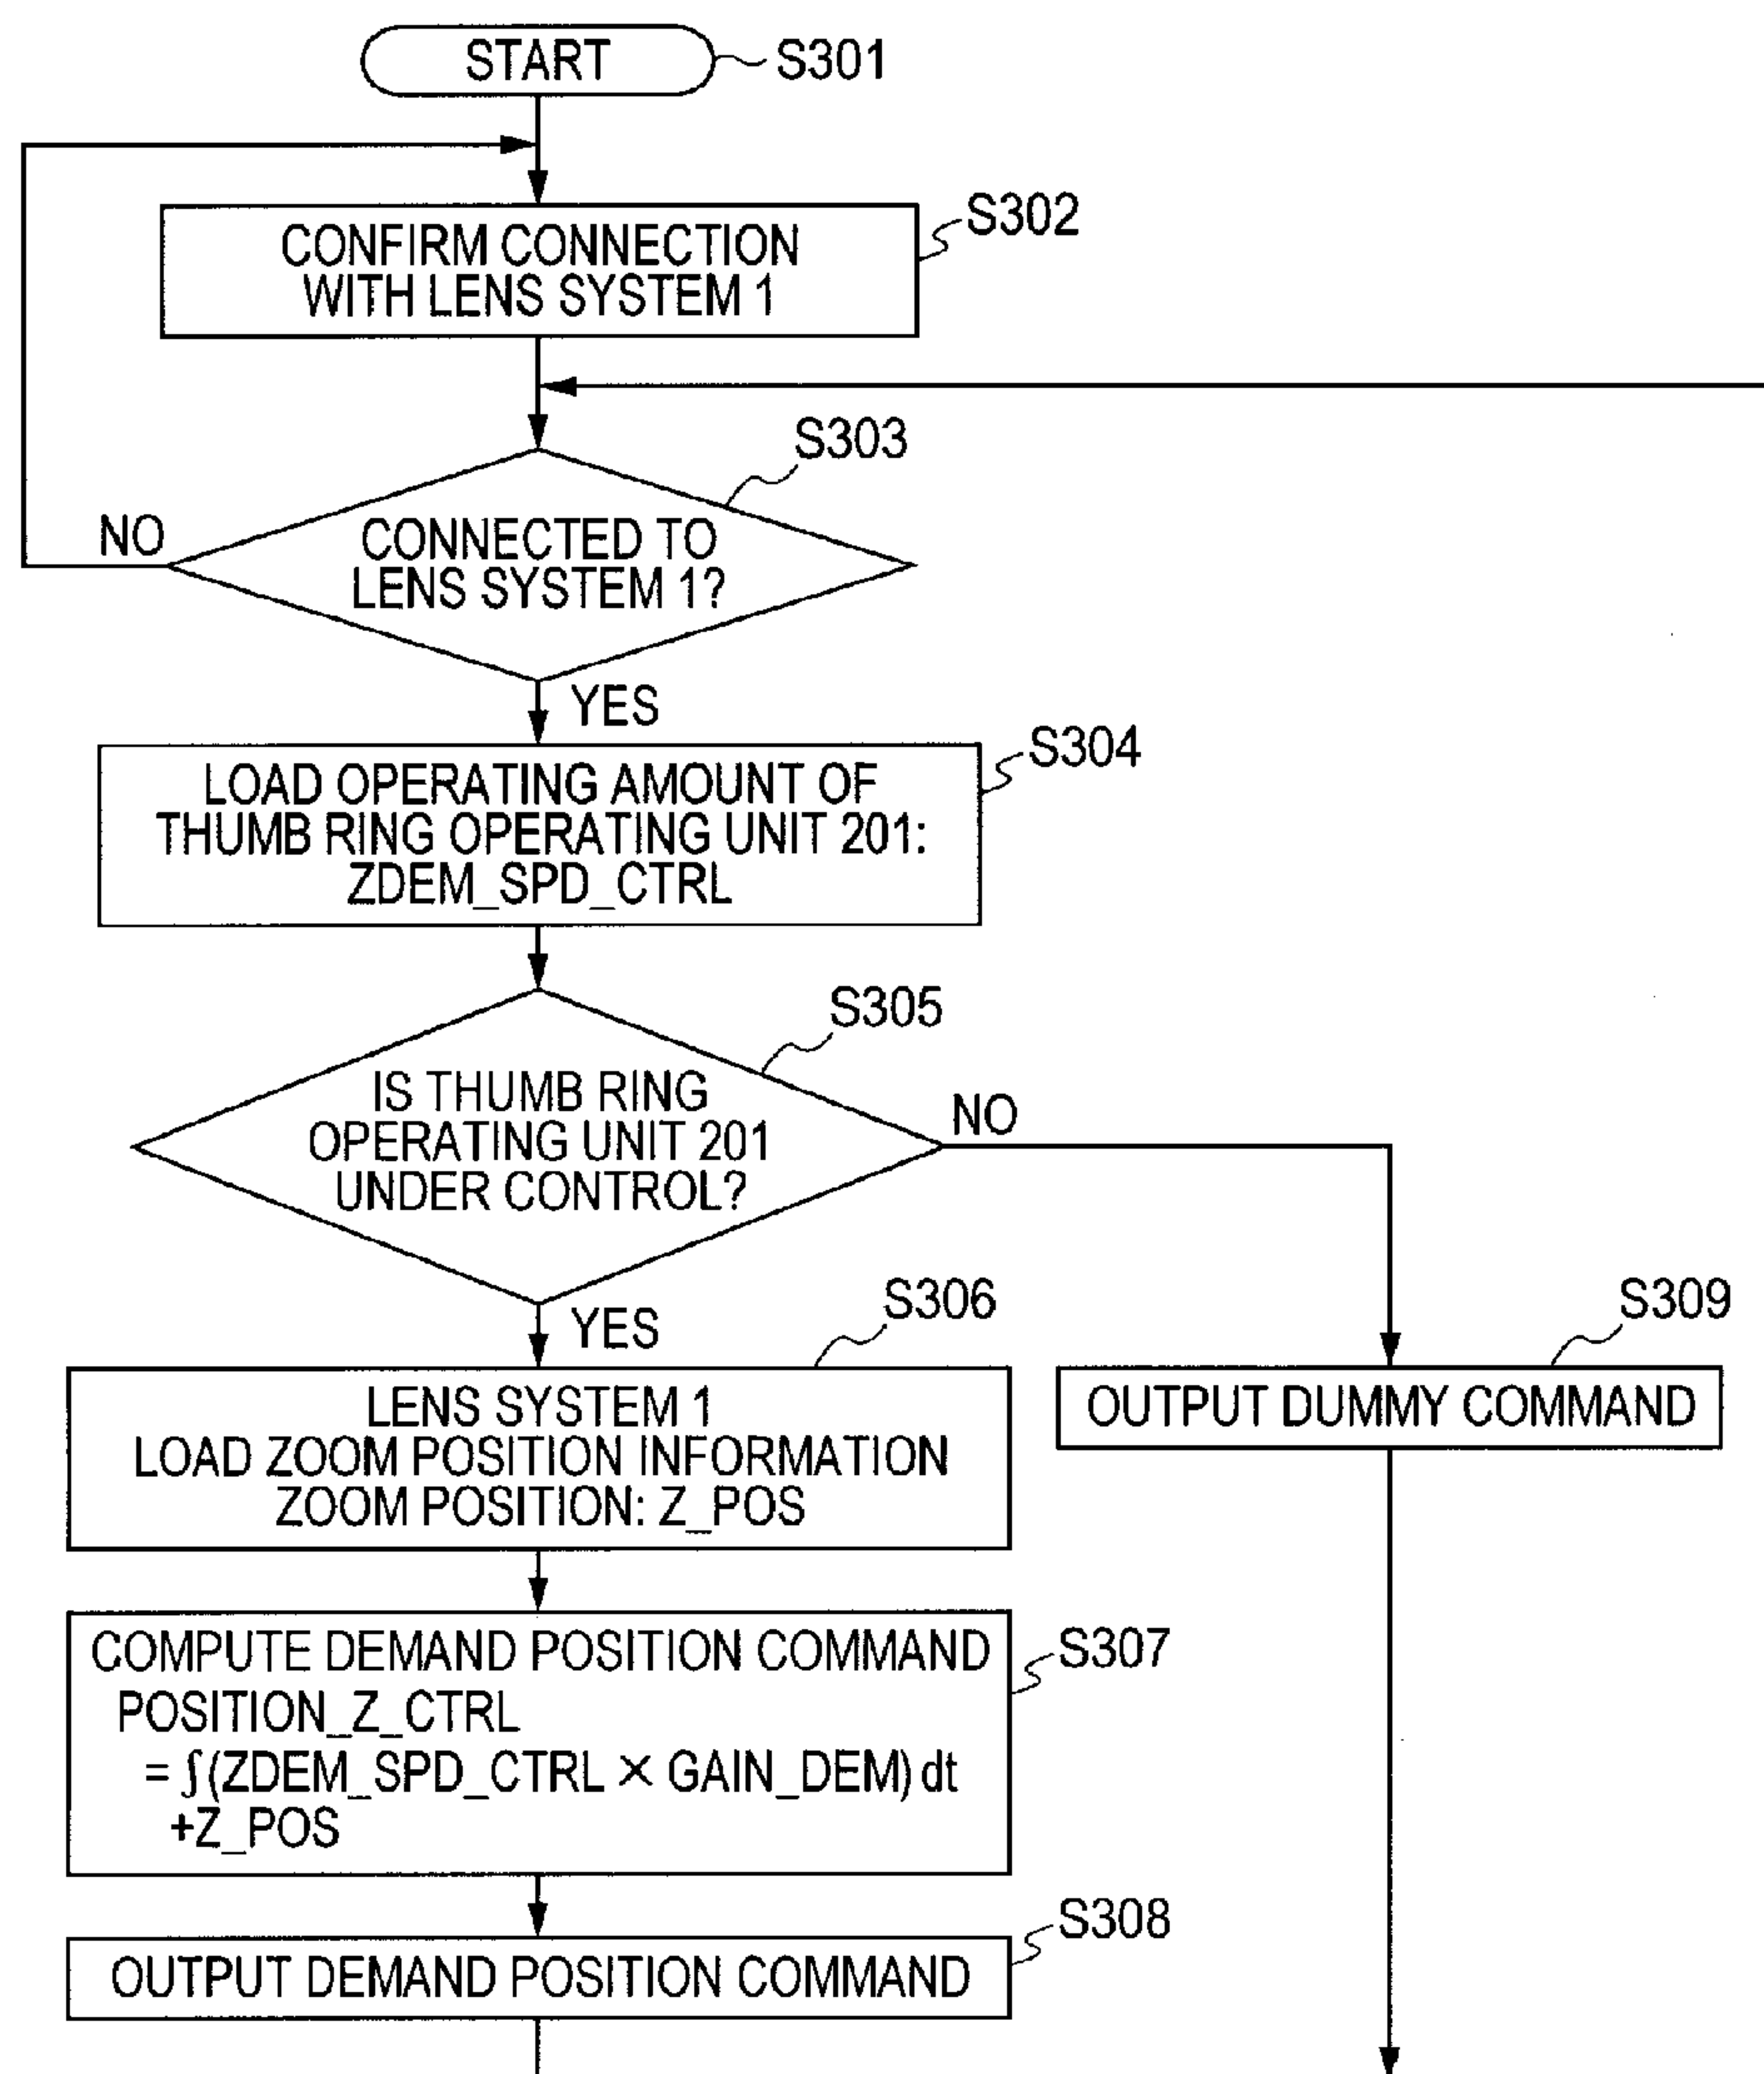 START
S301
CONFIRM CONNECTION
WITH LENS SYSTEM 1
S302
S303
CONNECTED TO
LENS SYSTEM 1?
NO
YES
S304
LOAD OPERATING AMOUNT OF
THUMB RING OPERATING UNIT 201:
ZDEM_SPD_CTRL
S305
IS THUMB RING
OPERATING UNIT 201
UNDER CONTROL?
NO
YES
S306
LENS SYSTEM 1
LOAD ZOOM POSITION INFORMATION
ZOOM POSITION: Z_POS
S309
OUTPUT DUMMY COMMAND
S307
COMPUTE DEMAND POSITION COMMAND
POSITION_Z_CTRL
= ∫(ZDEM_SPD_CTRL × GAIN_DEM) dt
+Z_POS
S308
OUTPUT DEMAND POSITION COMMAND